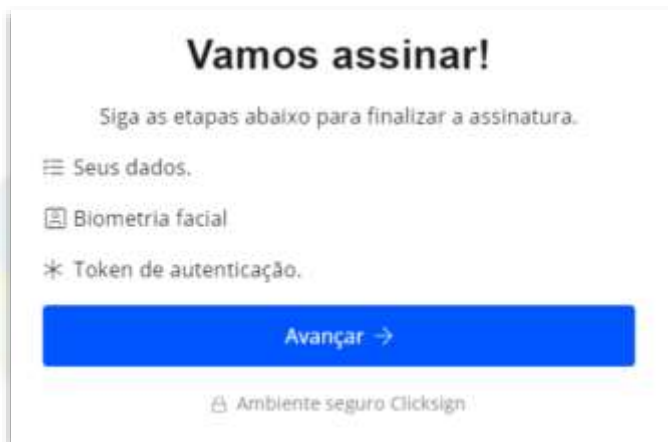 Vamos assinar!
Siga as etapas abaixo para finalizar a assinatura.
Seus dados.
Biometria facial
Token de autenticação.
Avançar →
Ambiente seguro Clicksign